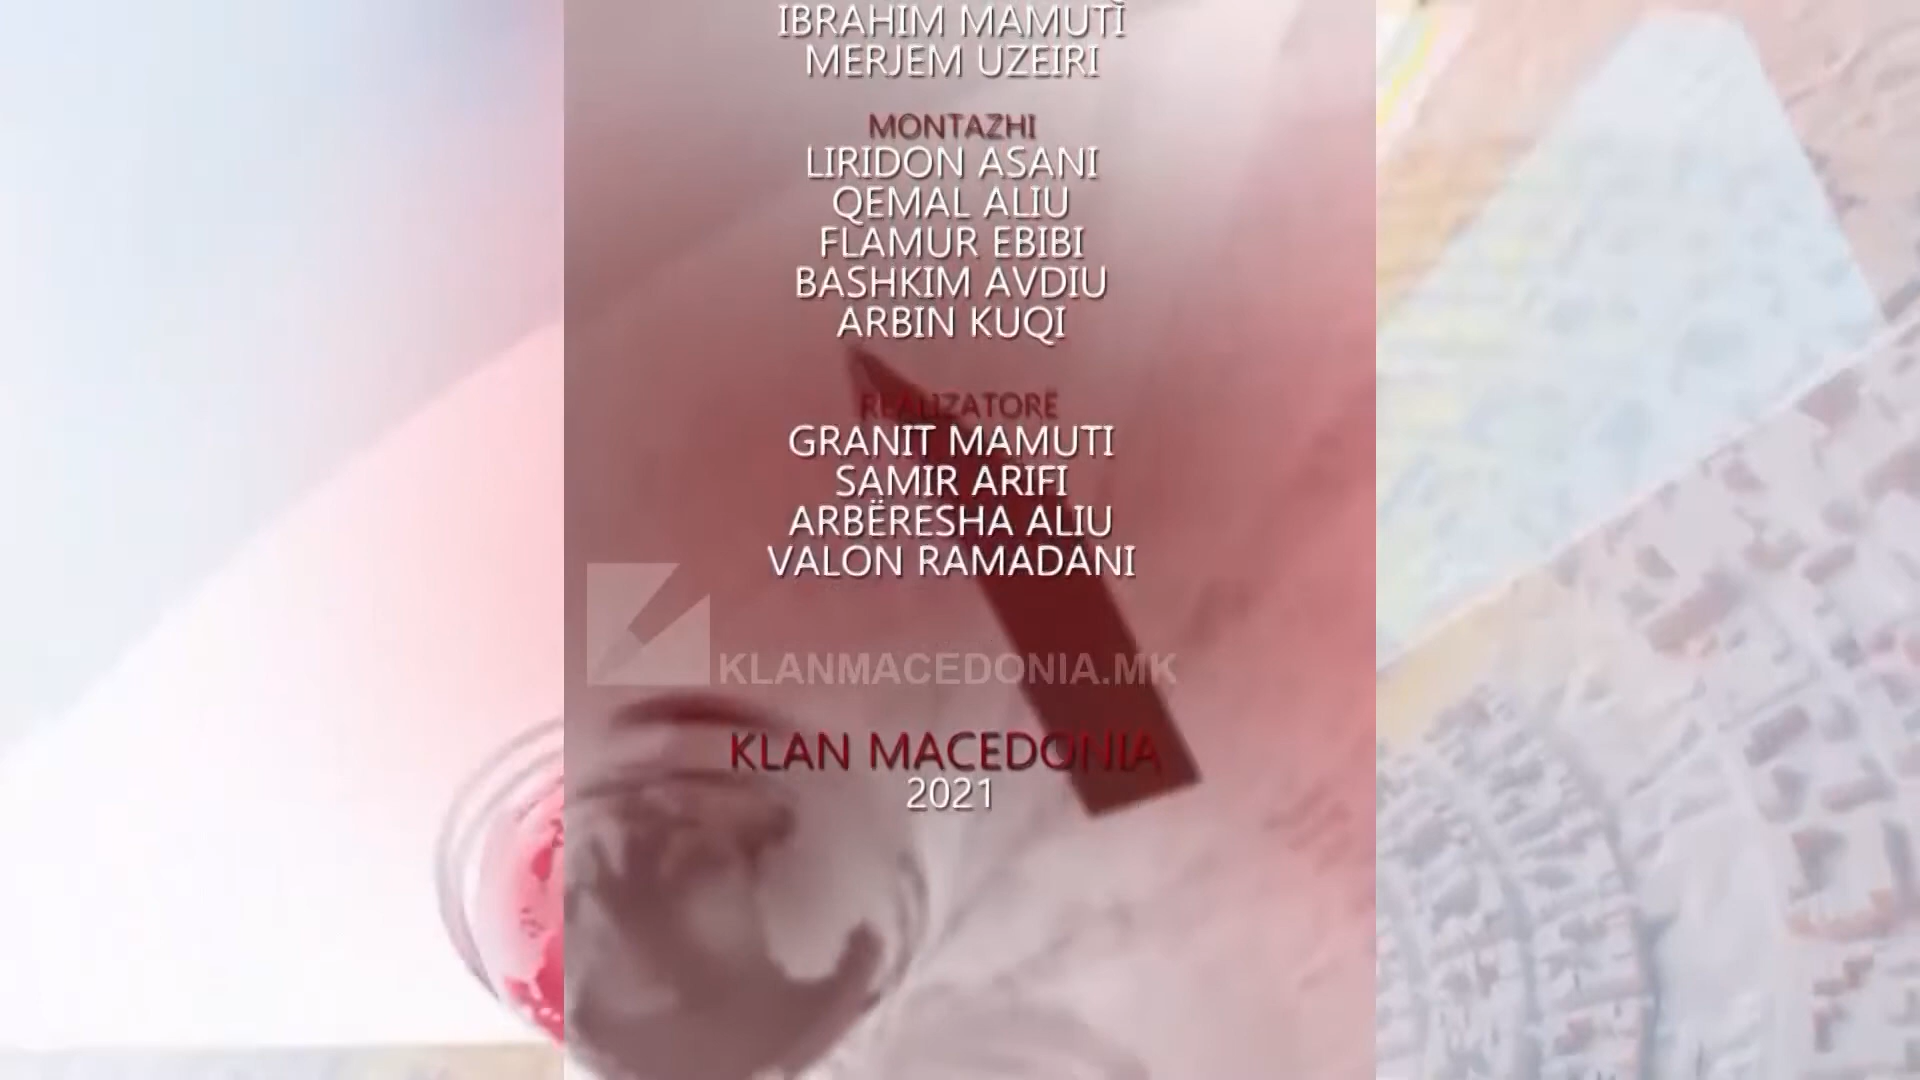 IBRAHIM MAMUTI
MERJEM UZEIRI
MONTAZHI
LIRIDON ASANI
QEMAL ALIU
FLAMUR EBIBI
BASHKIM AVDIU
ARBIN KUQI
REALIZATORË
GRANIT MAMUTI
SAMIR ARIFI
ARBËRESHA ALIU
VALON RAMADANI
KLANMACEDONIA.MK
KLAN MACEDONIA
2021